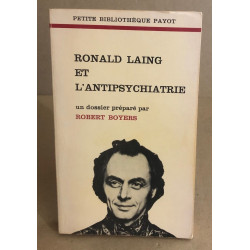 PETITE BIBLIOTHÈQUE PAYOT
RONALD LAING
ET
L'ANTIPSYCHIATRIE
un dossier préparé par
ROBERT BOYERS